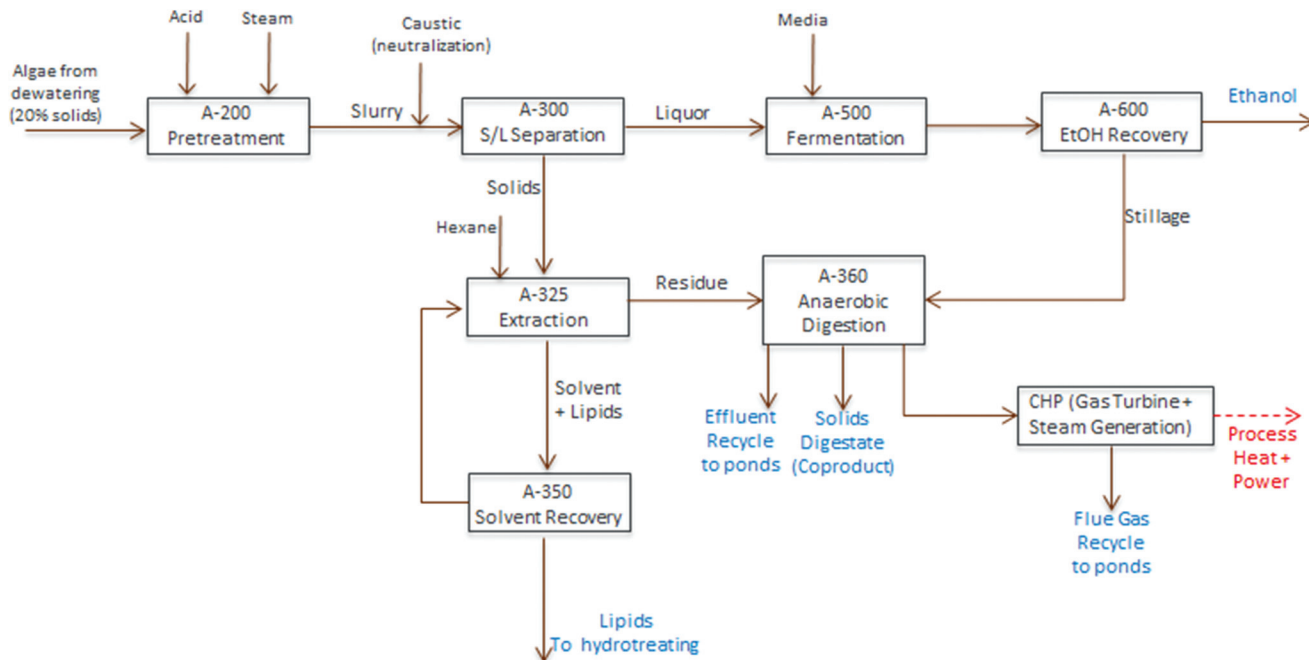 Acid
Steam
Caustic
(neutralization)
Media
Algae from
dewatering
(20% solids)
A-200
Pretreatment
Slurry
A-300
S/L Separation
Liquor
A-500
Fermentation
A-600
EtOH Recovery
Ethanol
Solids
Hexane
Stillage
A-325
Extraction
Residue
A-360
Anaerobic
Digestion
Solvent
+ Lipids
Effluent
Recycle
to ponds
Solids
Digestate
(Coproduct)
CHP (Gas Turbine +
Steam Generation)
Process
Heat +
Power
A-350
Solvent Recovery
Flue Gas
Recycle
to ponds
Lipids
To hydrotreating